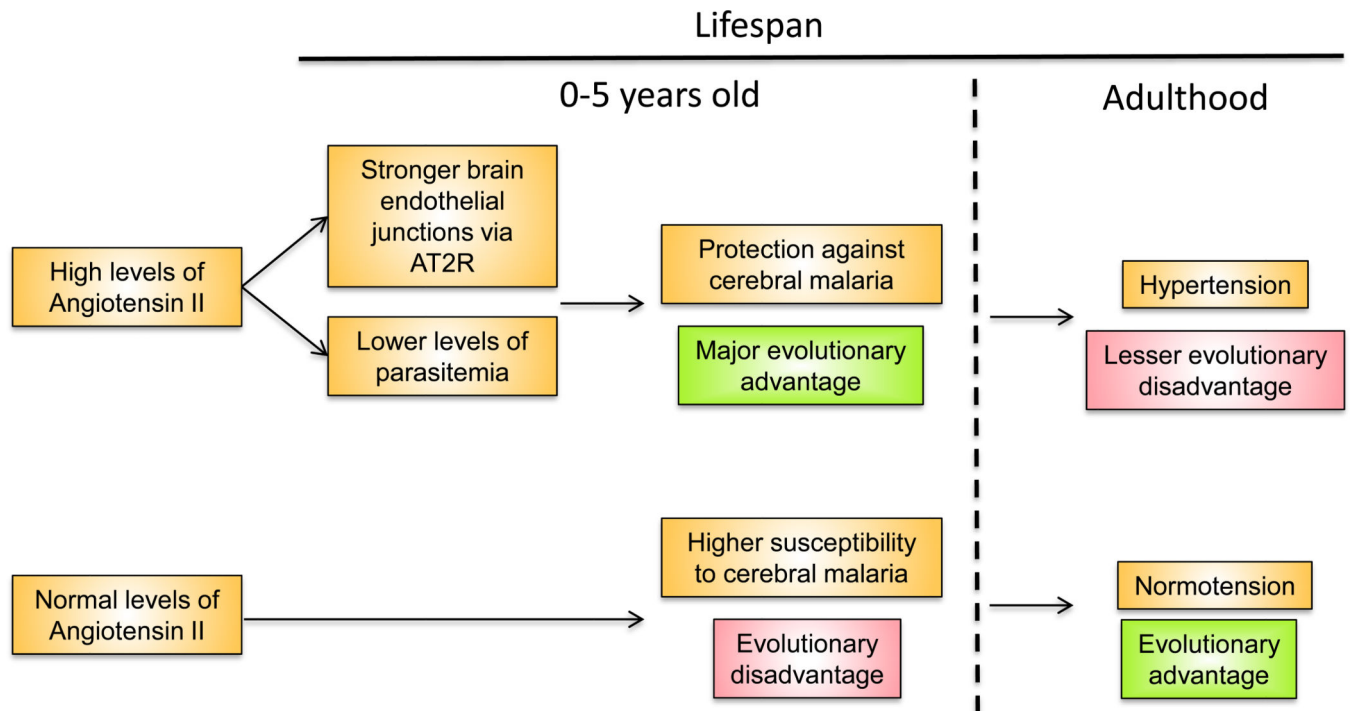 Lifespan
0-5 years old
Adulthood
High levels of
Angiotensin II
Stronger brain
endothelial
junctions via
AT2R
Lower levels of
parasitemia
Protection against
cerebral malaria
Major evolutionary
advantage
Hypertension
Lesser evolutionary
disadvantage
Normal levels of
Angiotensin II
Higher susceptibility
to cerebral malaria
Evolutionary
disadvantage
Normotension
Evolutionary
advantage